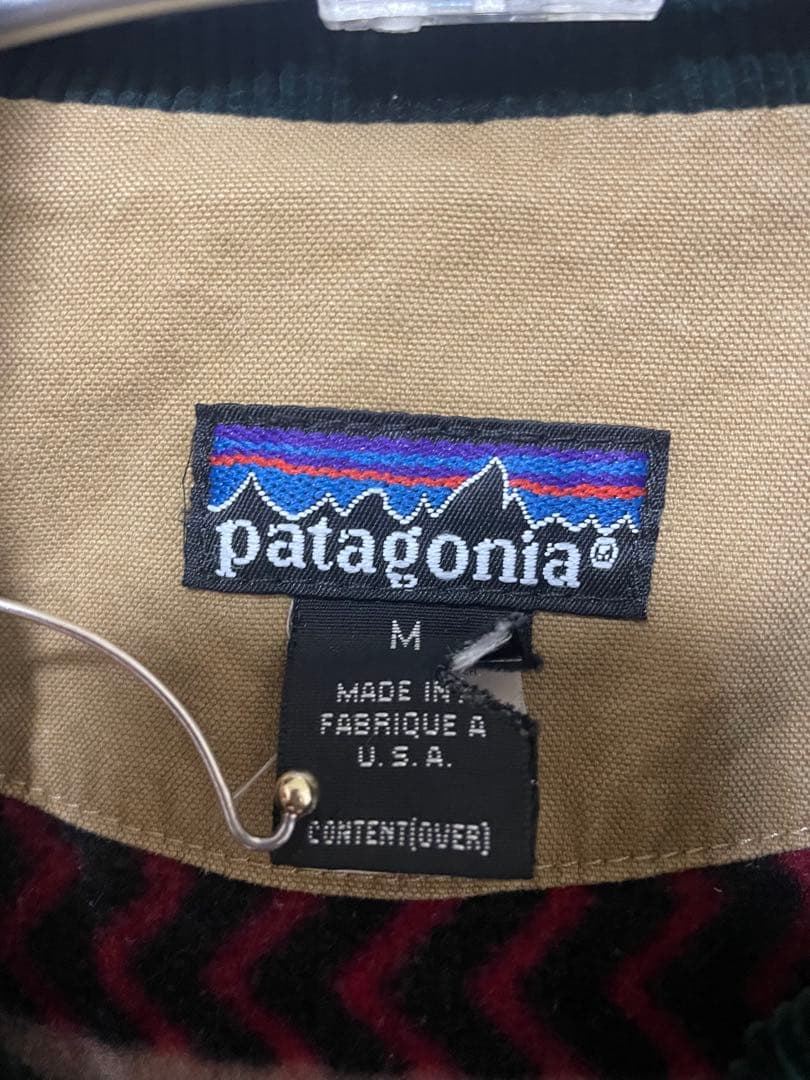 patagonia®
M
MADE IN/
FABRIQUE A
U.S.A.
CONTENT(OVER)